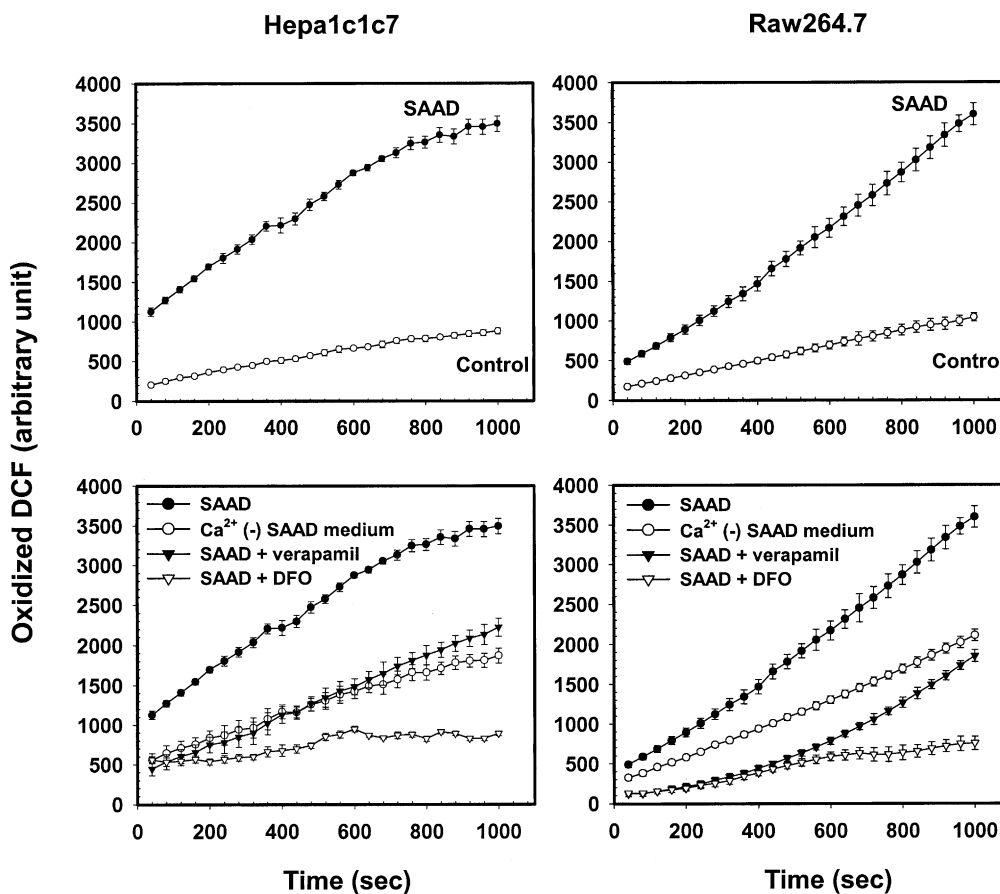 Hepa1c1c7
Raw264.7
Oxidized DCF (arbitrary unit)
4000
3500
3000
2500
2000
1500
1000
500
0
SAAD
Control
0 200 400 600 800 1000
4000
3500
3000
2500
2000
1500
1000
500
0
SAAD
Contro
0 200 400 600 800 1000
4000
3500
3000
2500
2000
1500
1000
500
0
SAAD
Ca²⁺ (-) SAAD medium
SAAD + verapamil
SAAD + DFO
0 200 400 600 800 1000
Time (sec)
4000
3500
3000
2500
2000
1500
1000
500
0
SAAD
Ca²⁺ (-) SAAD medium
SAAD + verapamil
SAAD + DFO
0 200 400 600 800 1000
Time (sec)